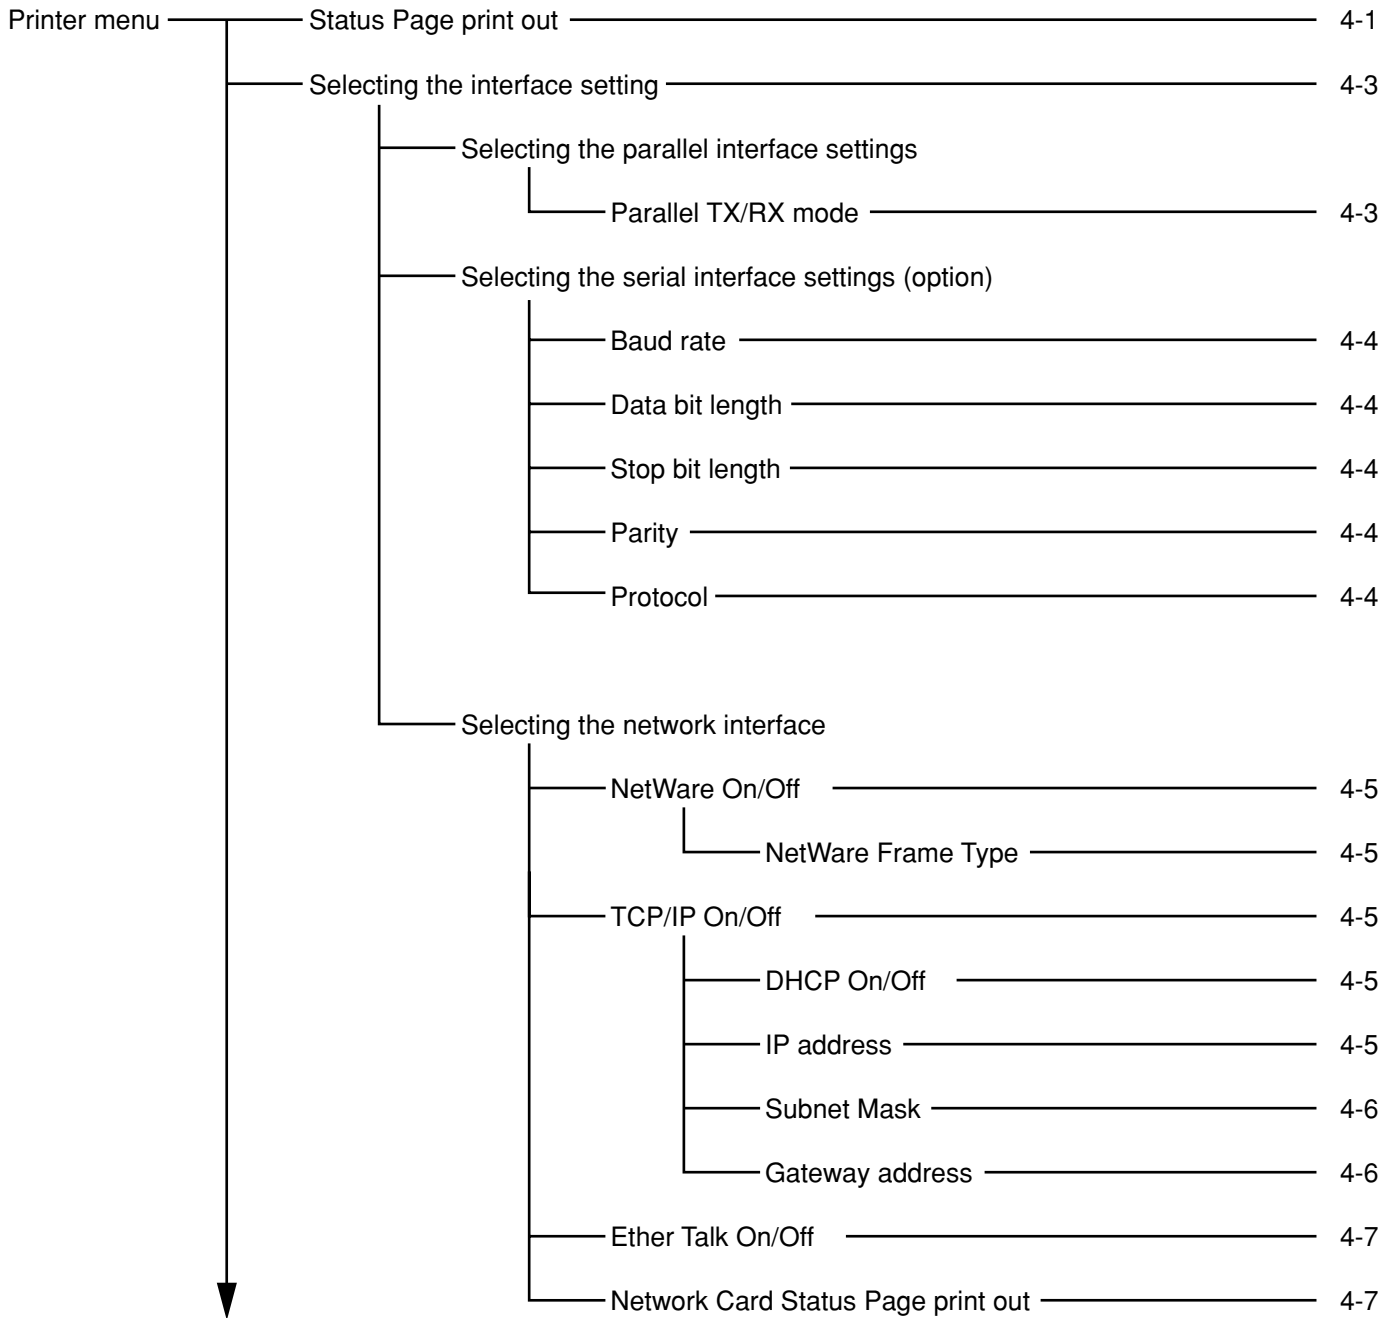 Printer menu Status Page print out 4-1
Selecting the interface setting 4-3
Selecting the parallel interface settings
Parallel TX/RX mode 4-3
Selecting the serial interface settings (option)
Baud rate 4-4
Data bit length 4-4
Stop bit length 4-4
Parity 4-4
Protocol 4-4
Selecting the network interface
NetWare On/Off 4-5
NetWare Frame Type 4-5
TCP/IP On/Off 4-5
DHCP On/Off 4-5
IP address 4-5
Subnet Mask 4-6
Gateway address 4-6
Ether Talk On/Off 4-7
Network Card Status Page print out 4-7